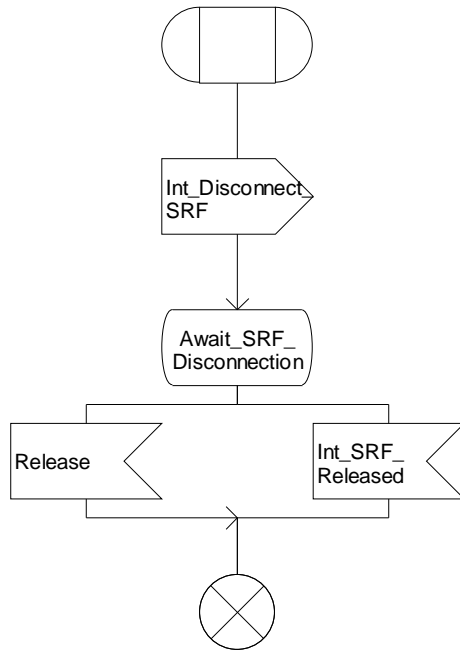 Int_Disconnect_
SRF
Await_SRF_
Disconnection
Release
Int_SRF_
Released